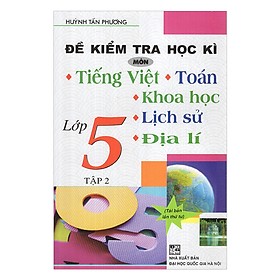 HUỲNH TẤN PHƯƠNG
ĐỀ KIỂM TRA HỌC KÌ
MÔN
• Tiếng Việt • Toán
• Khoa học
Lớp 5 • Lịch sử
• Địa lí
TẬP 2
(Tái bản
lần thứ tư)
NHÀ XUẤT BẢN
ĐẠI HỌC QUỐC GIA HÀ NỘI